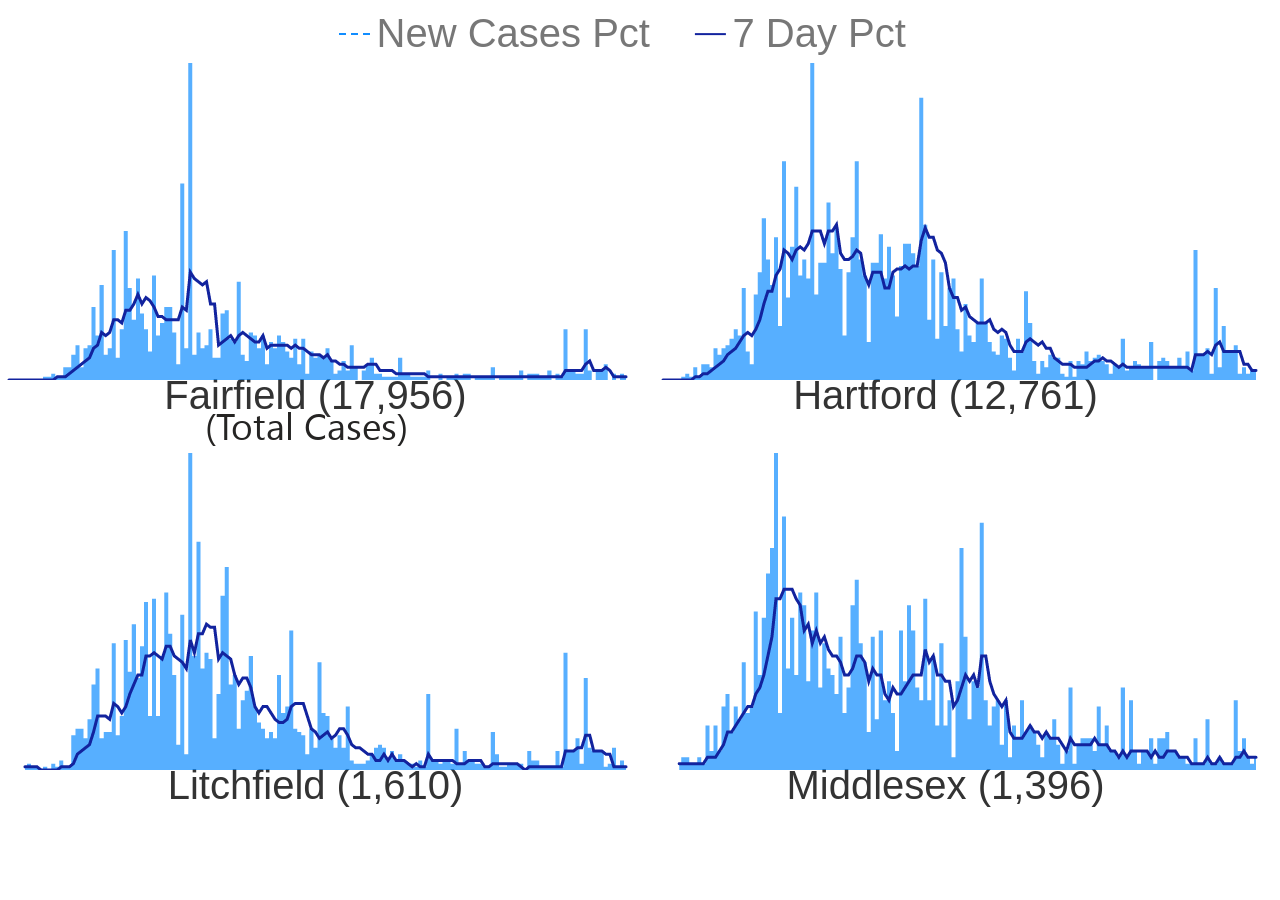 New Cases Pct 7 Day Pct
Fairfield (17,956) Hartford (12,761)
(Total Cases)
Litchfield (1,610) Middlesex (1,396)